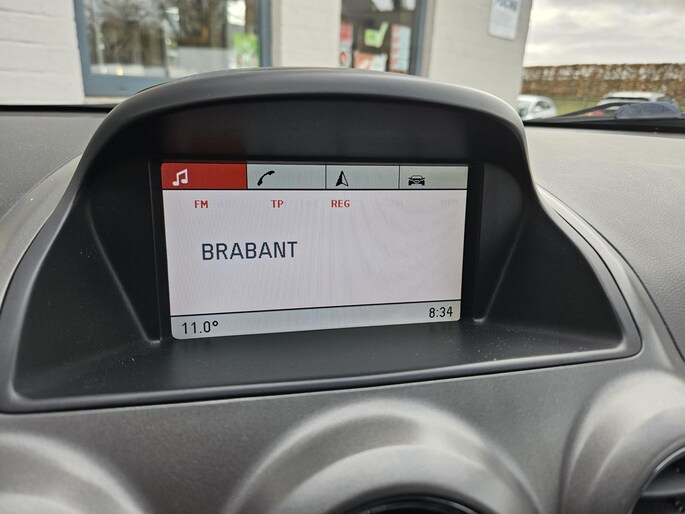 FM TP REG
BRABANT
11.0° 8:34